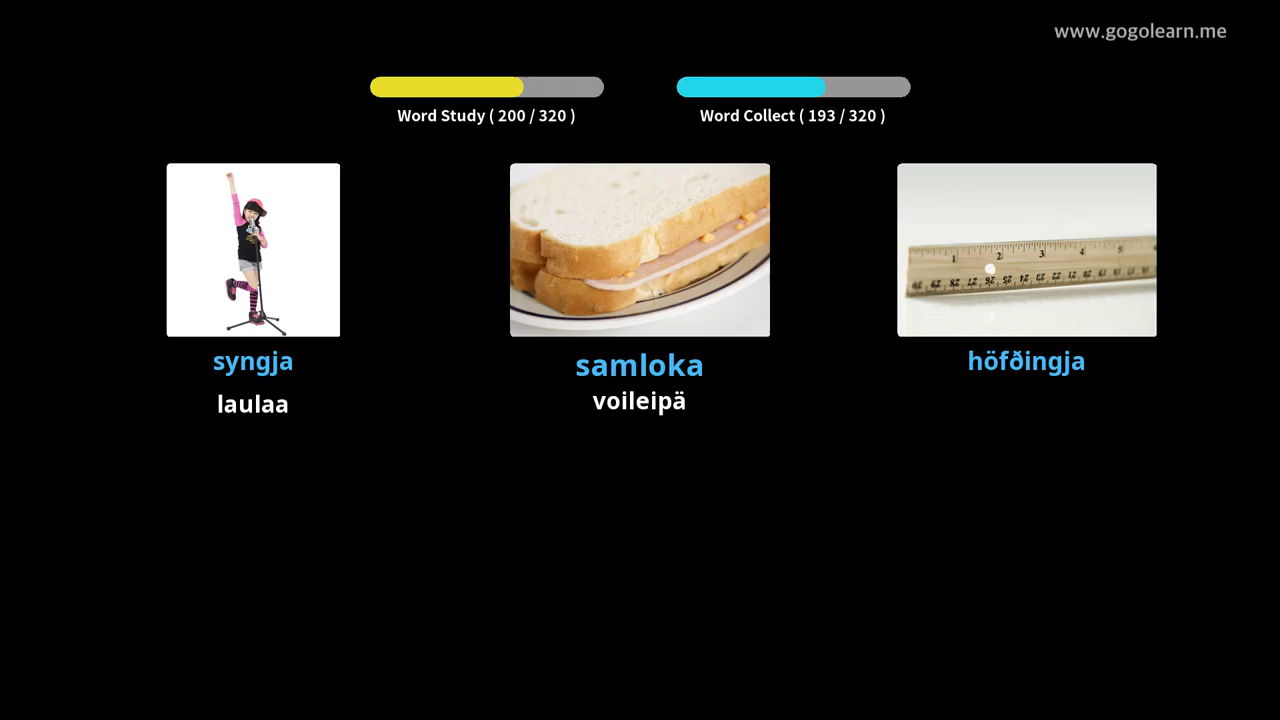 www.gogolearn.me
Word Study ( 200 / 320 )
Word Collect ( 193 / 320 )
syngja
laulaa
samloka
voileipä
höfðingja